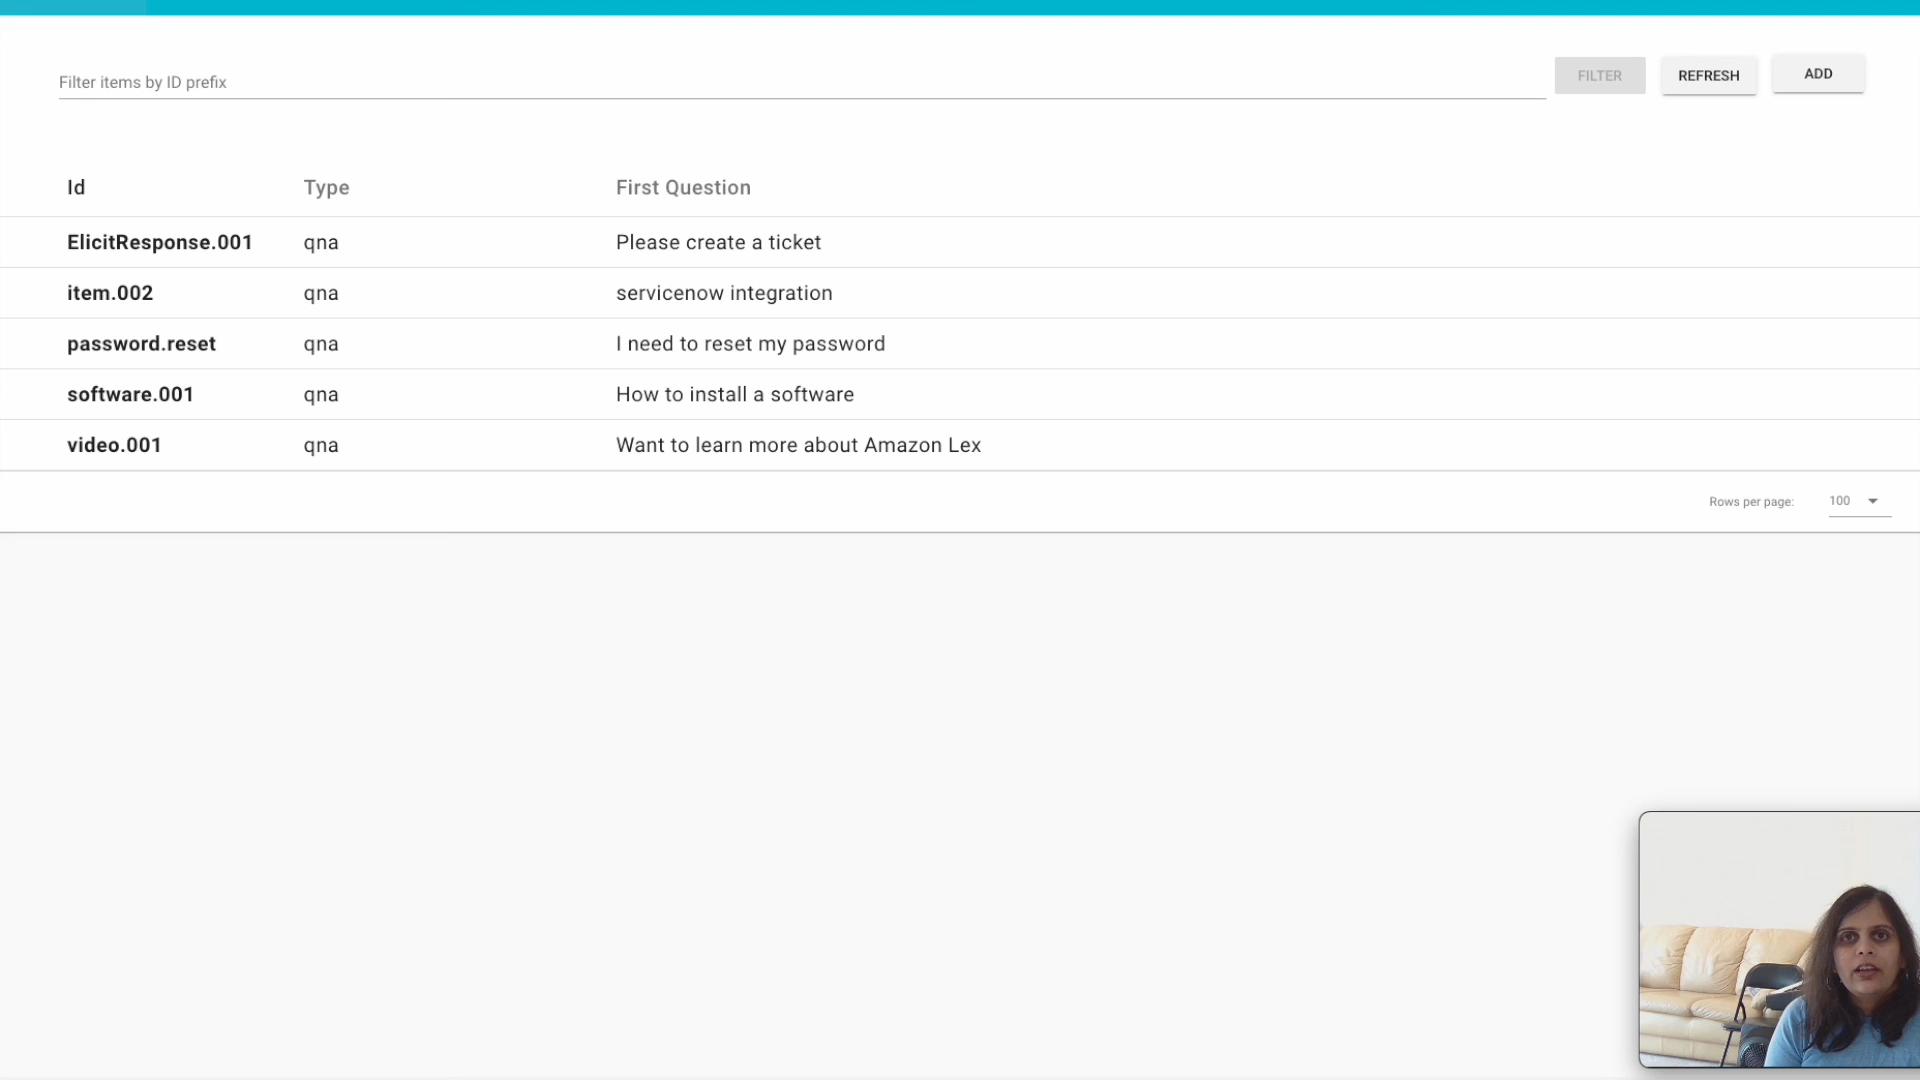 Filter items by ID prefix
FILTER REFRESH ADD
Id Type First Question
ElicitResponse.001 qna Please create a ticket
item.002 qna servicenow integration
password.reset qna I need to reset my password
software.001 qna How to install a software
video.001 qna Want to learn more about Amazon Lex
Rows per page: 100